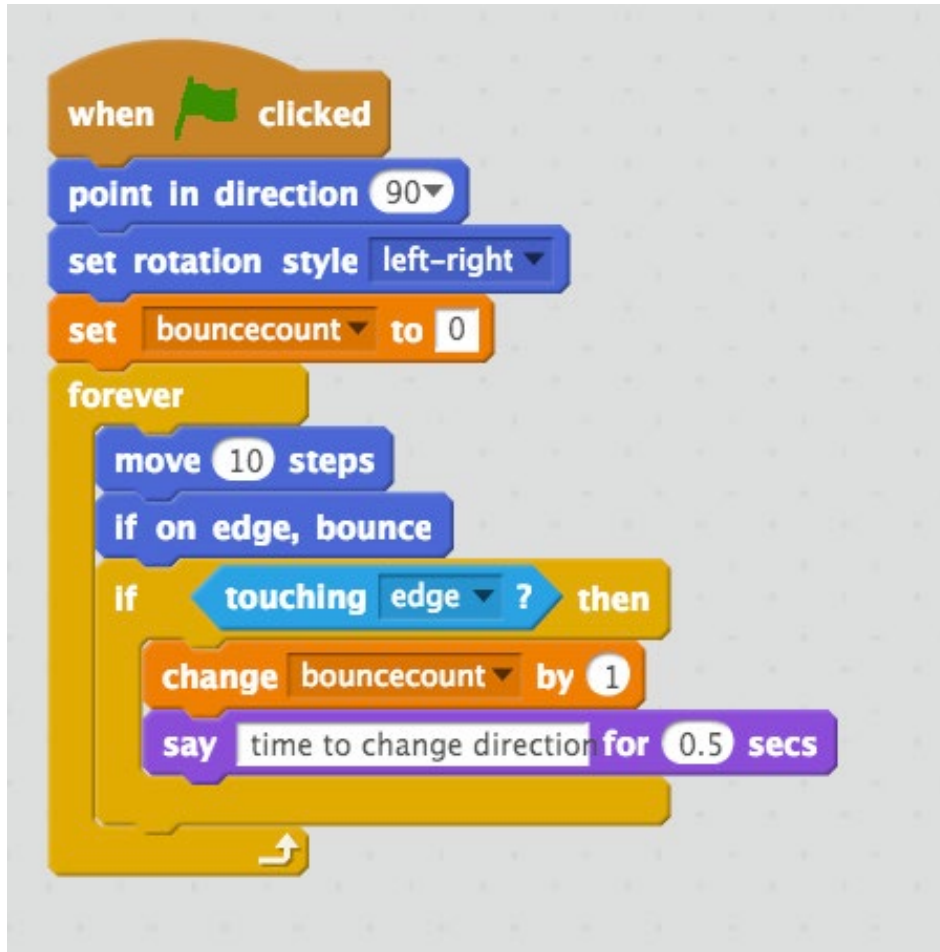 when clicked
point in direction 90
set rotation style left-right
set bouncecount to 0
forever
move 10 steps
if on edge, bounce
if touching edge ? then
change bouncecount by 1
say time to change direction for 0.5 secs